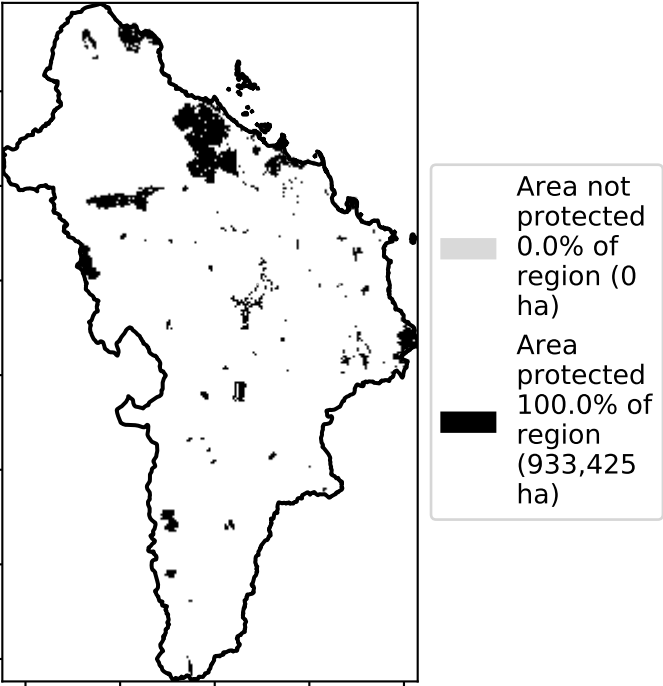 Area not
protected
0.0% of
region (0
ha)
Area
protected
100.0% of
region
(933,425
ha)